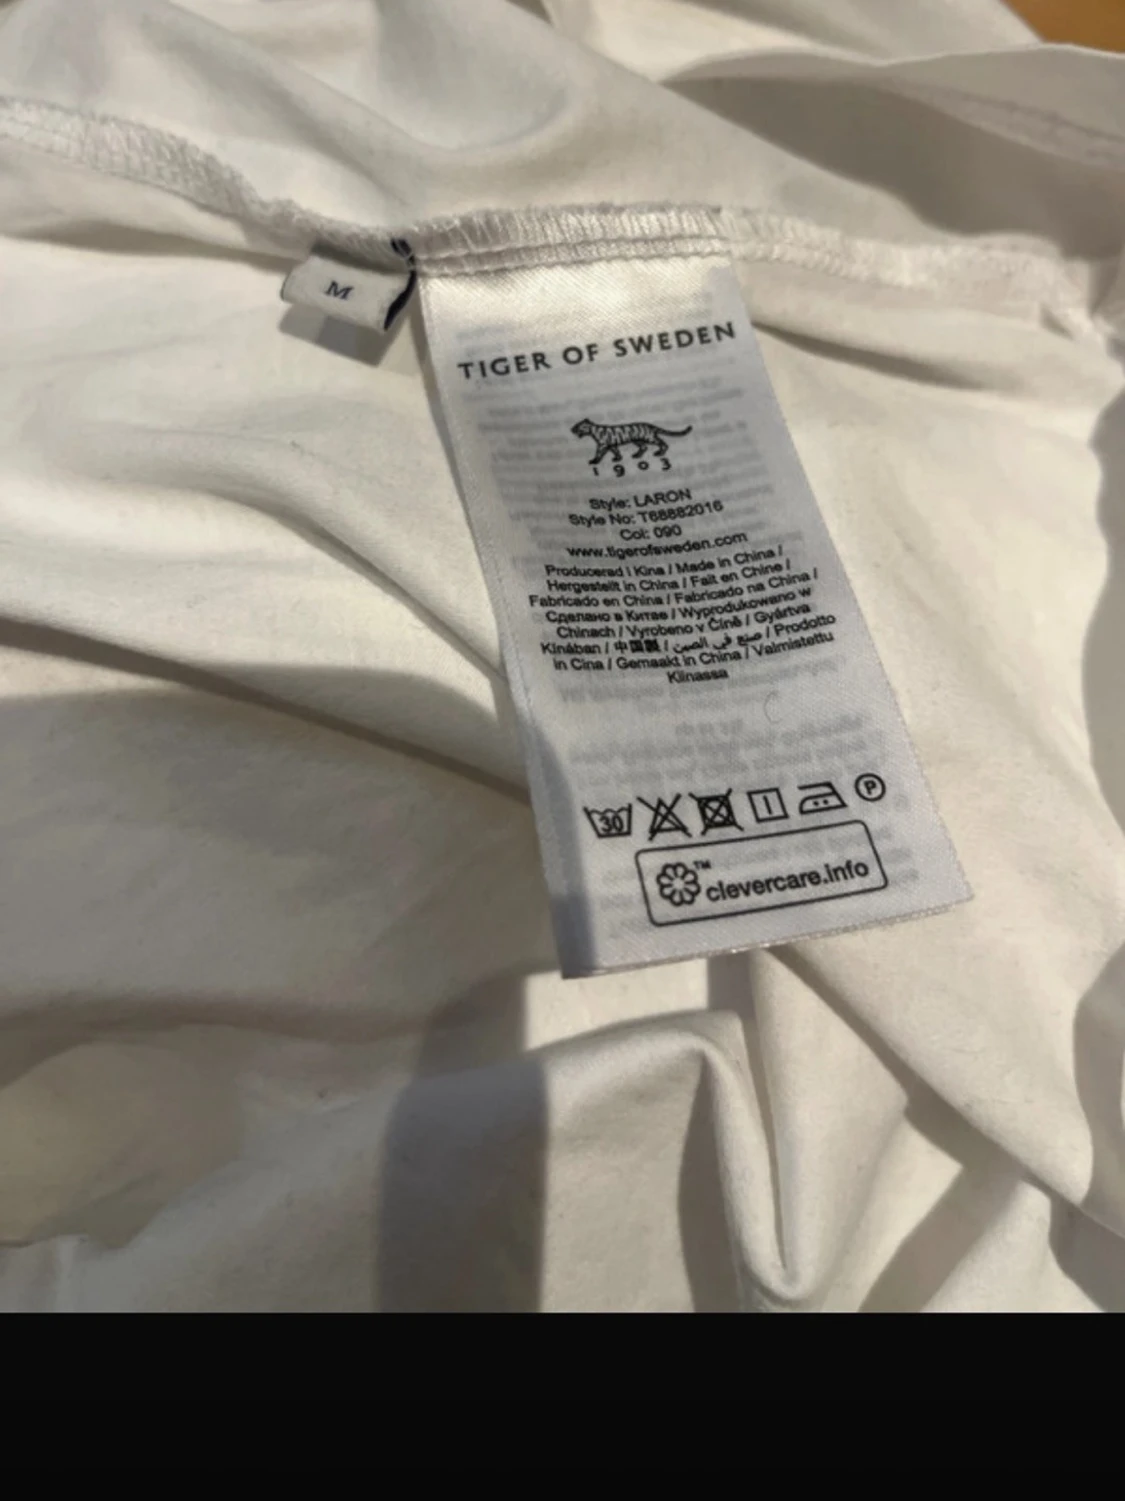 M
TIGER OF SWEDEN
1903
Style: LARON
Style No: T68882016
Col: 090
www.tigerofsweden.com
Producerad i Kina / Made in China /
Hergestellt in China / Fait en Chine /
Fabricado en China / Fabricado na China /
Сделано в Китае / Wyprodukowano w
Chinach / Vyrobeno v Číně / Gyártva
Kínában / 中国製 / صنع في الصين / Prodotto
in Cina / Gemaakt in China / Valmistettu
Kiinassa
30 P
TM
clevercare.info